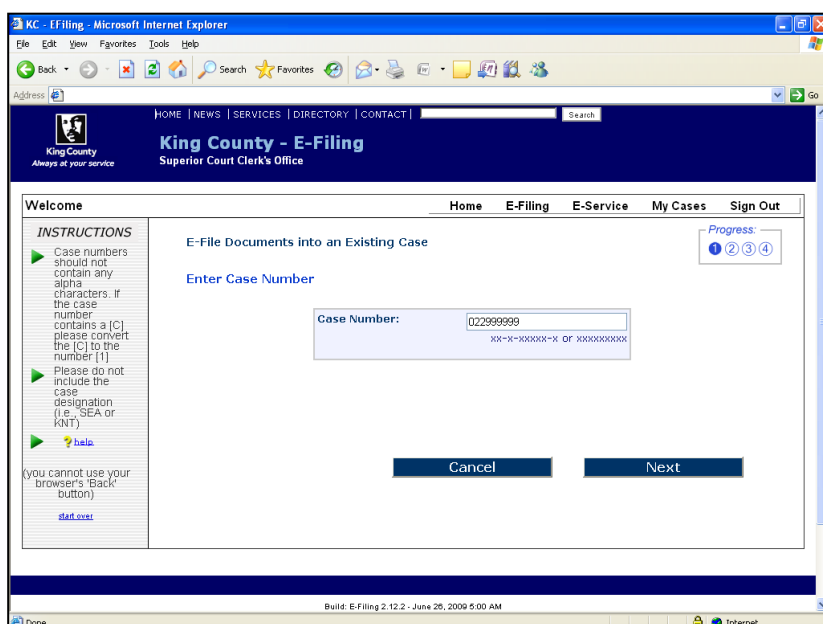 KC - EFiling - Microsoft Internet Explorer
File Edit View Favorites Tools Help
Back Search Favorites
Address Go
HOME | NEWS | SERVICES | DIRECTORY | CONTACT | Search
King County
Always at your service
King County - E-Filing
Superior Court Clerk's Office
Welcome Home E-Filing E-Service My Cases Sign Out
INSTRUCTIONS
Case numbers
should not
contain any
alpha
characters. If
the case
number
contains a [C]
please convert
the [C] to the
number [1]
Please do not
include the
case
designation
(i.e., SEA or
KNT)
help
(you cannot use your
browser's 'Back'
button)
start over
E-File Documents into an Existing Case
Progress:
1 2 3 4
Enter Case Number
Case Number: 022999999
xx-x-xxxxx-x or xxxxxxxxx
Cancel Next
Build: E-Filing 2.12.2 - June 26, 2009 5:00 AM
Done Internet